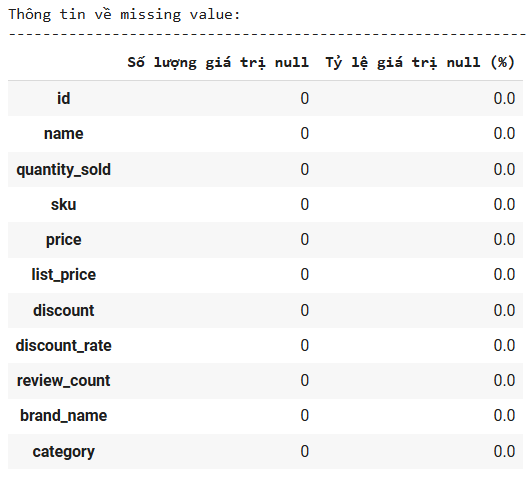 Thông tin về missing value:
--------------------------------------------------------------
Số lượng giá trị null Tỷ lệ giá trị null (%)
id 0 0.0
name 0 0.0
quantity_sold 0 0.0
sku 0 0.0
price 0 0.0
list_price 0 0.0
discount 0 0.0
discount_rate 0 0.0
review_count 0 0.0
brand_name 0 0.0
category 0 0.0